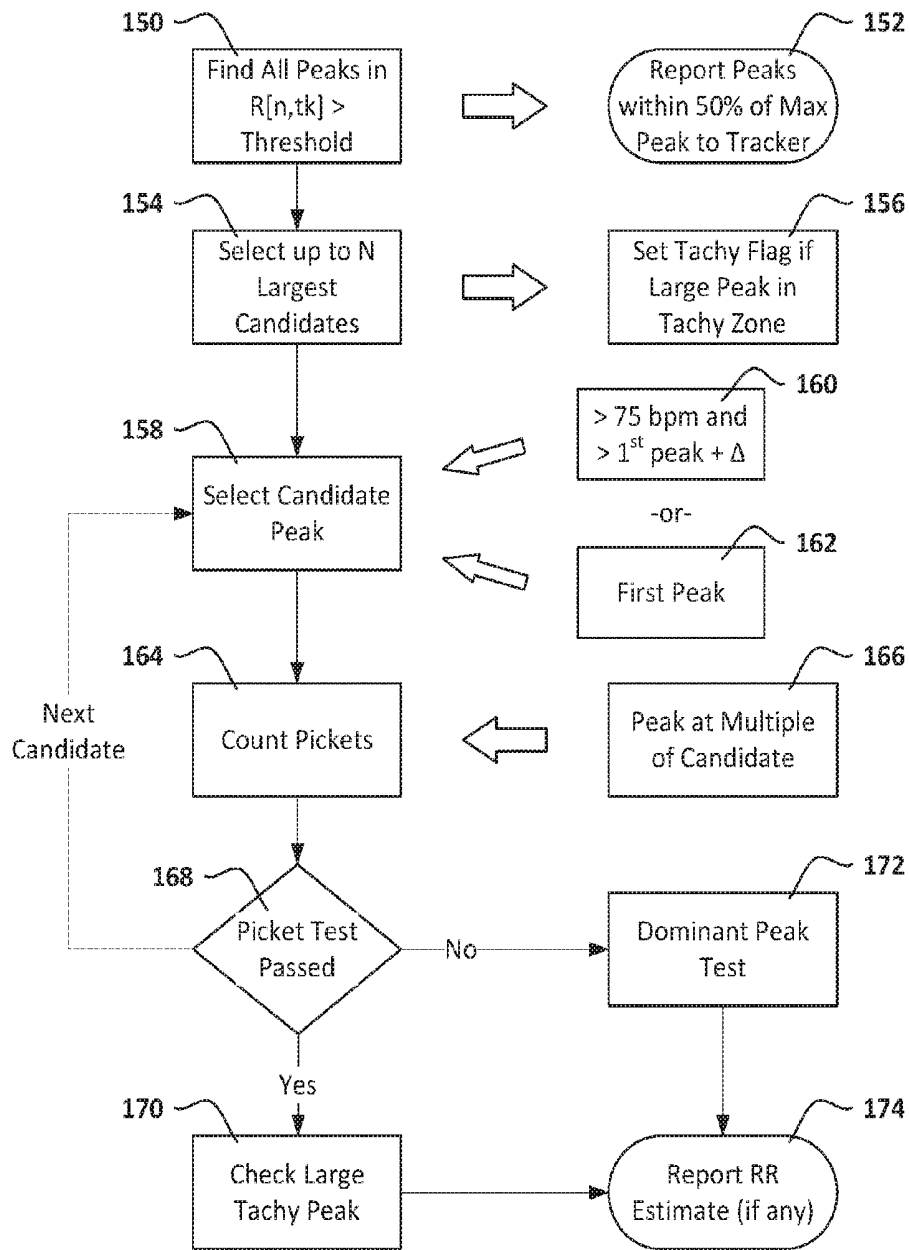 150
Find All Peaks in
R[n,tk] >
Threshold
152
Report Peaks
within 50% of Max
Peak to Tracker
154
Select up to N
Largest
Candidates
156
Set Tachy Flag if
Large Peak in
Tachy Zone
158
Select Candidate
Peak
160
> 75 bpm and
> 1st peak + Δ
-or-
162
First Peak
164
Count Pickets
166
Peak at Multiple
of Candidate
Next
Candidate
168
Picket Test
Passed
No
172
Dominant Peak
Test
Yes
170
Check Large
Tachy Peak
174
Report RR
Estimate (if any)